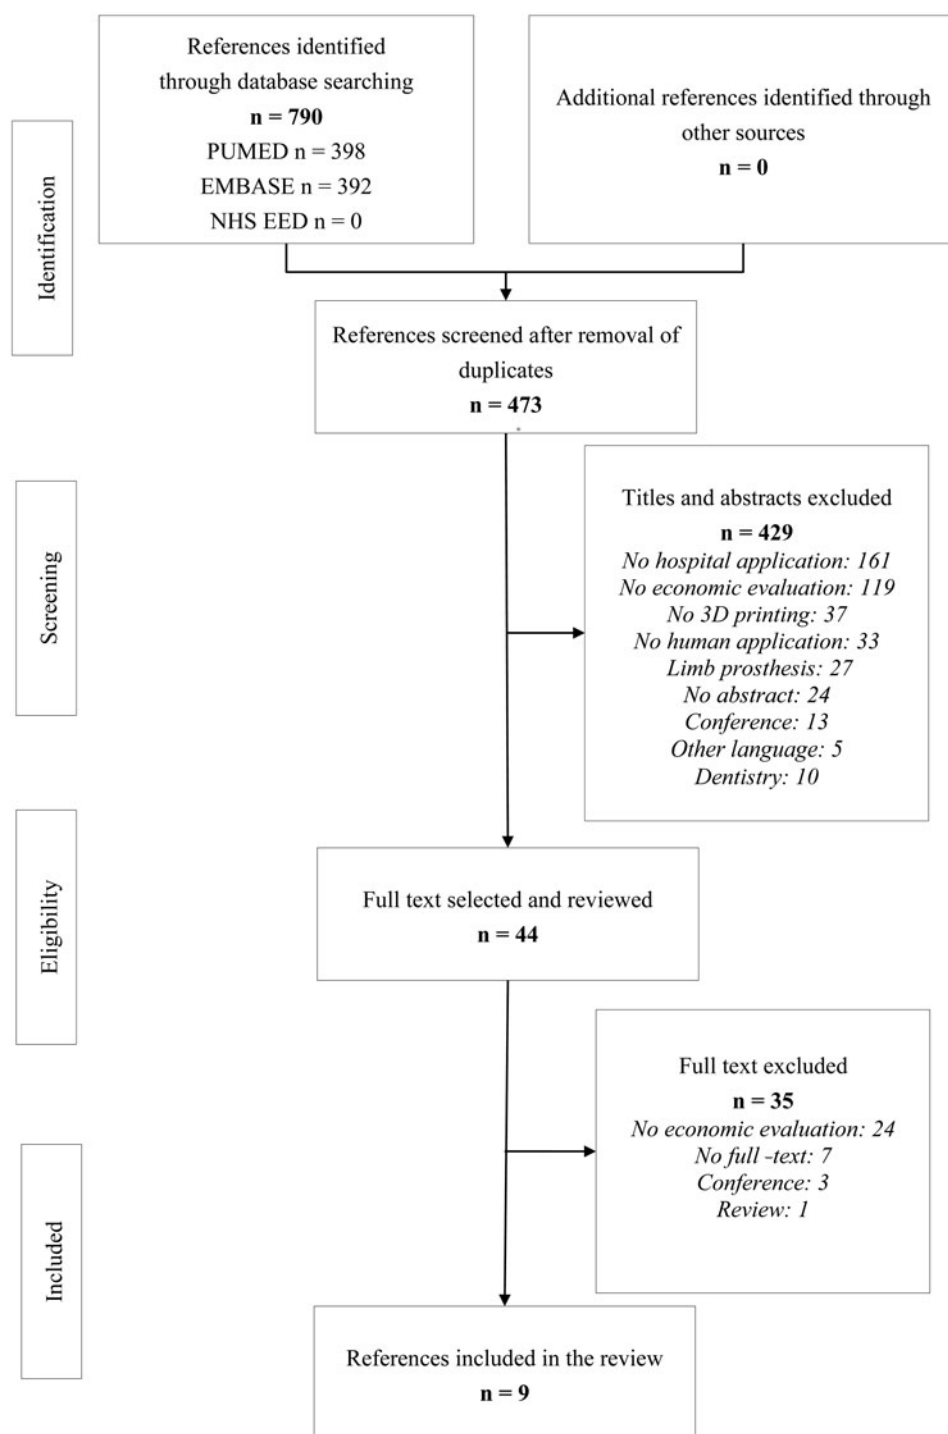 References identified
through database searching
n = 790
PUMED n = 398
EMBASE n = 392
NHS EED n = 0
Additional references identified through
other sources
n = 0
Identification
References screened after removal of
duplicates
n = 473
Screening
Titles and abstracts excluded
n = 429
No hospital application: 161
No economic evaluation: 119
No 3D printing: 37
No human application: 33
Limb prosthesis: 27
No abstract: 24
Conference: 13
Other language: 5
Dentistry: 10
Eligibility
Full text selected and reviewed
n = 44
Full text excluded
n = 35
No economic evaluation: 24
No full -text: 7
Conference: 3
Review: 1
Included
References included in the review
n = 9